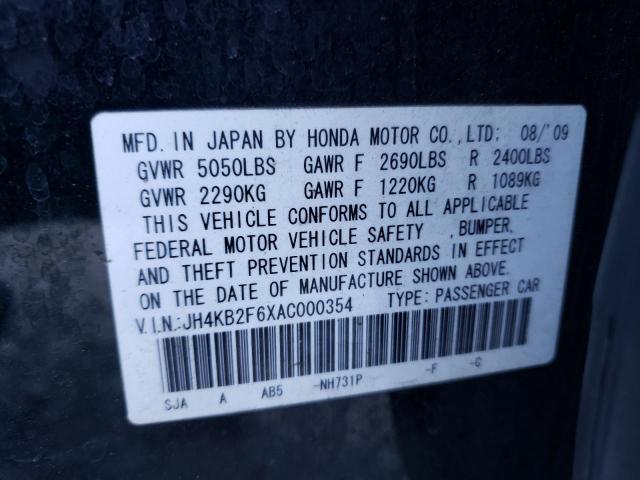 MFD. IN JAPAN BY HONDA MOTOR CO.,LTD: 08/'09
GVWR 5050LBS GAWR F 2690LBS R 2400LBS
GVWR 2290KG GAWR F 1220KG R 1089KG
THIS VEHICLE CONFORMS TO ALL APPLICABLE
FEDERAL MOTOR VEHICLE SAFETY ,BUMPER,
AND THEFT PREVENTION STANDARDS IN EFFECT
ON THE DATE OF MANUFACTURE SHOWN ABOVE.
V.I.N.:JH4KB2F6XAC000354 TYPE: PASSENGER CAR
SJA A AB5 -NH731P -F -G